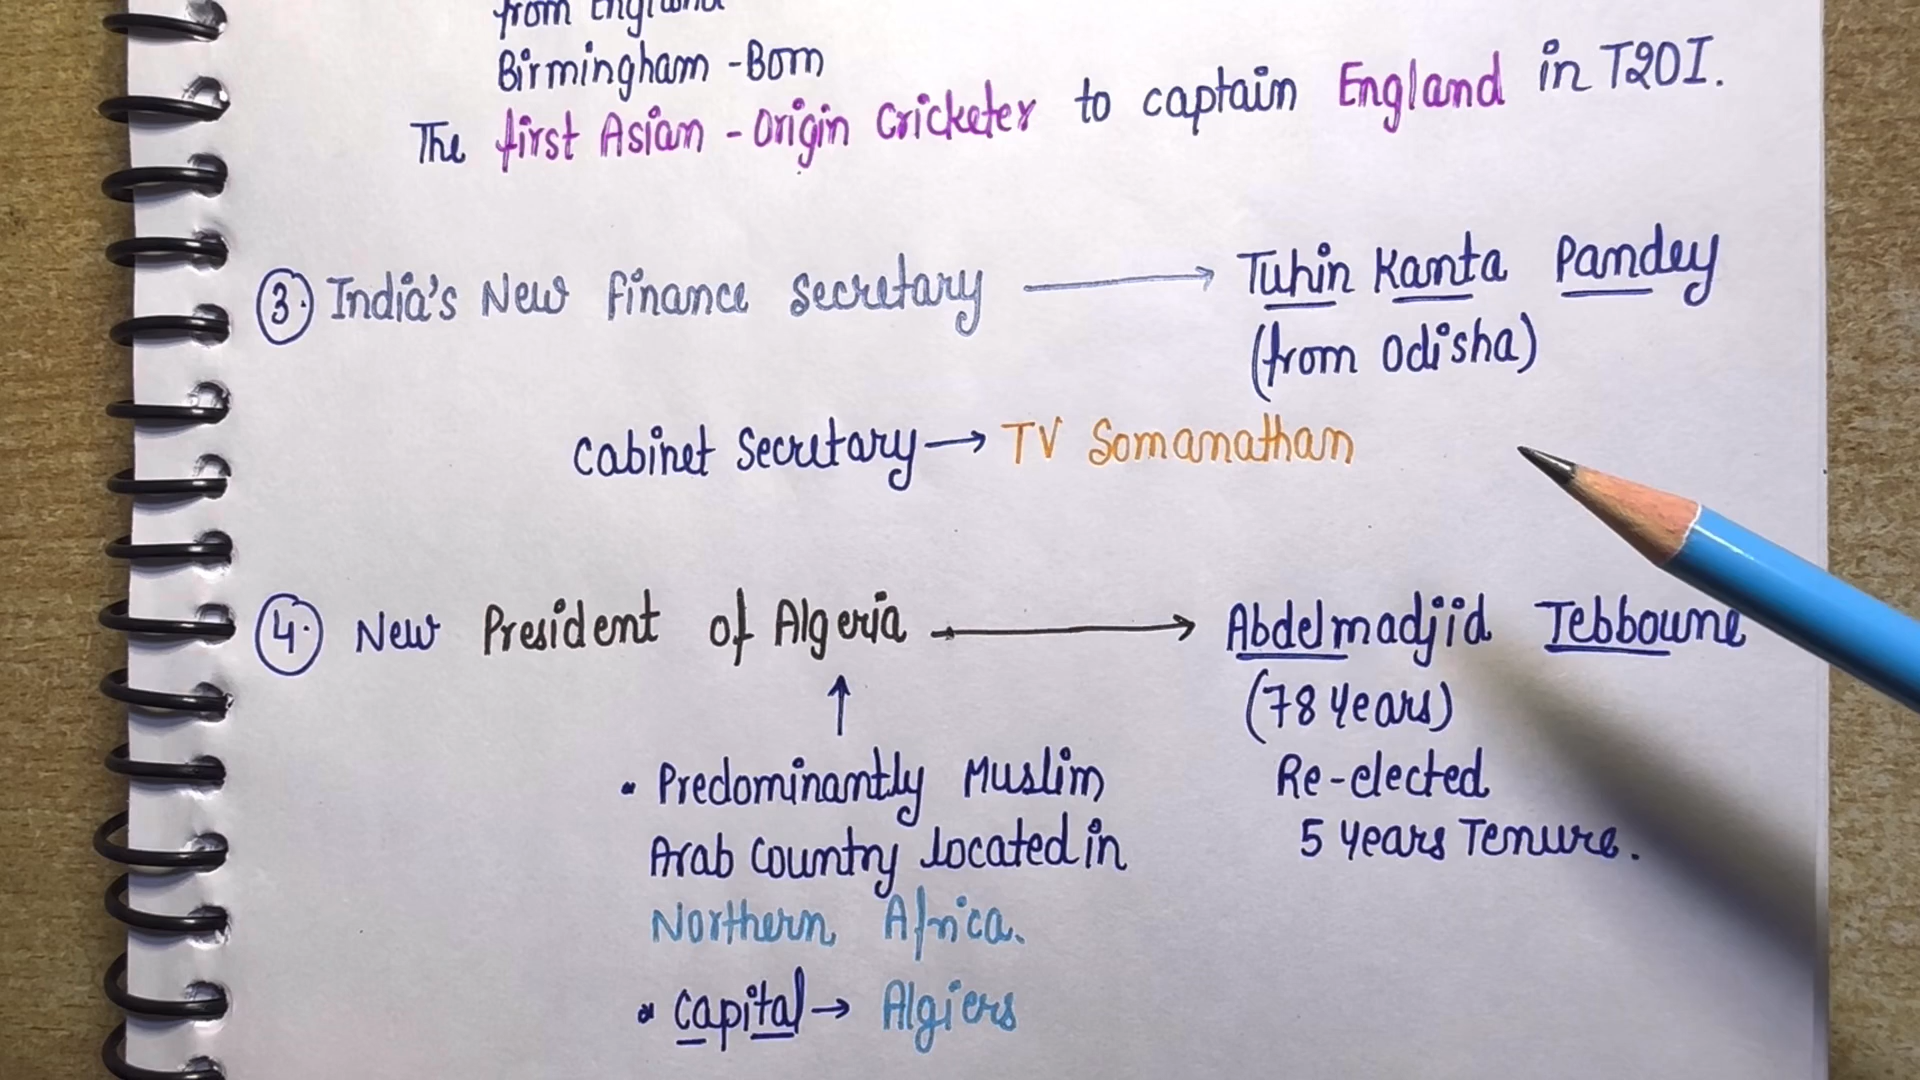 from England
Birmingham - Born
The first Asian - Origin Cricketer to captain England in T20I.
3. India's New Finance Secretary → Tuhin Kanta Pandey
(from Odisha)
Cabinet Secretary → TV Somanathan
4. New President of Algeria → Abdelmadjid Tebboune
(78 Years)
Re-elected
5 Years Tenure.
↑
• Predominantly Muslim
Arab Country Located in
Northern Africa.
• Capital → Algiers